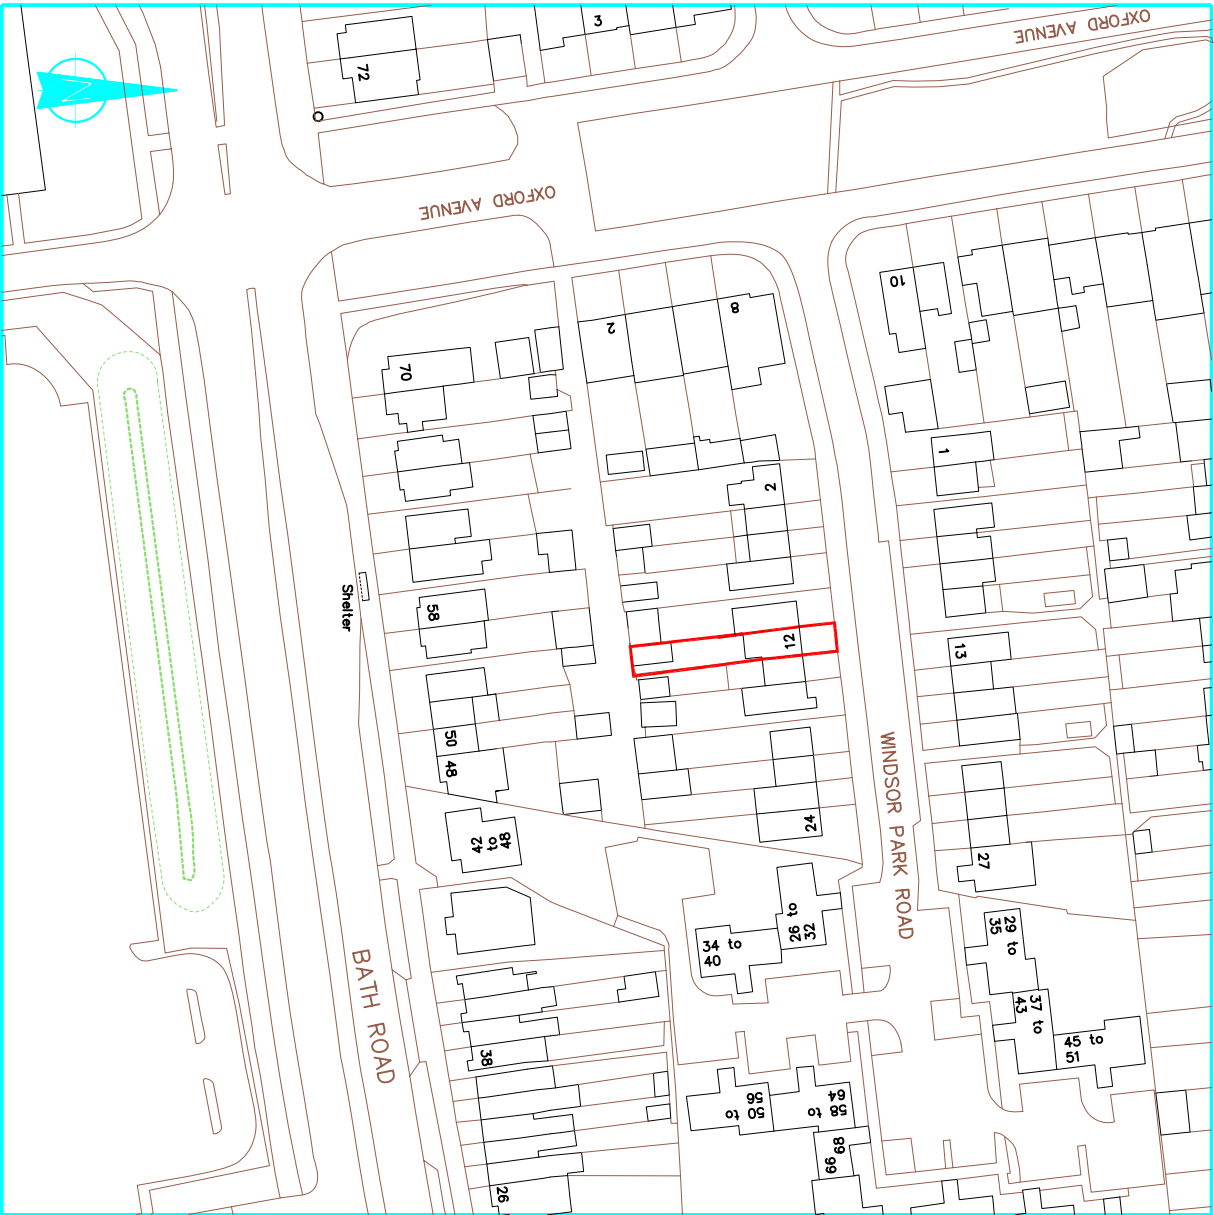 3
OXFORD AVENUE
72
N
OXFORD AVENUE
10
2
8
70
1
2
Shelter
58
12
13
50
48
WINDSOR PARK ROAD
24
42
to
48
27
26 to
32
34 to
40
29 to
35
BATH ROAD
37 to
43
45 to
51
38
50 to
56
58 to
64
66
68
26